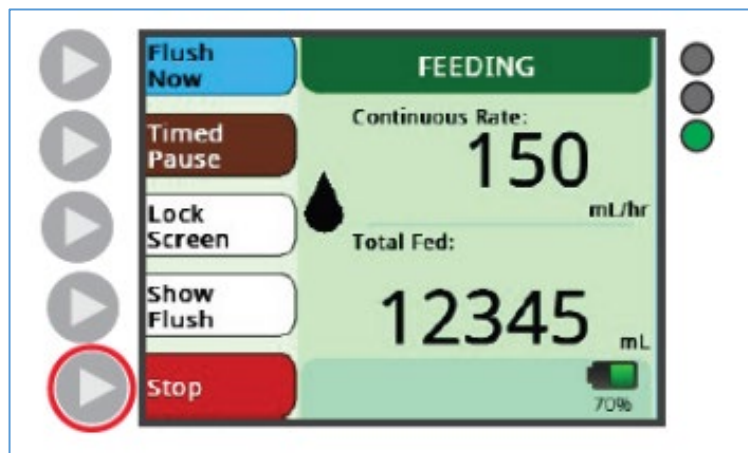 Flush
Now
Timed
Pause
Lock
Screen
Show
Flush
Stop
FEEDING
Continuous Rate:
150
mL/hr
Total Fed:
12345 mL
70%